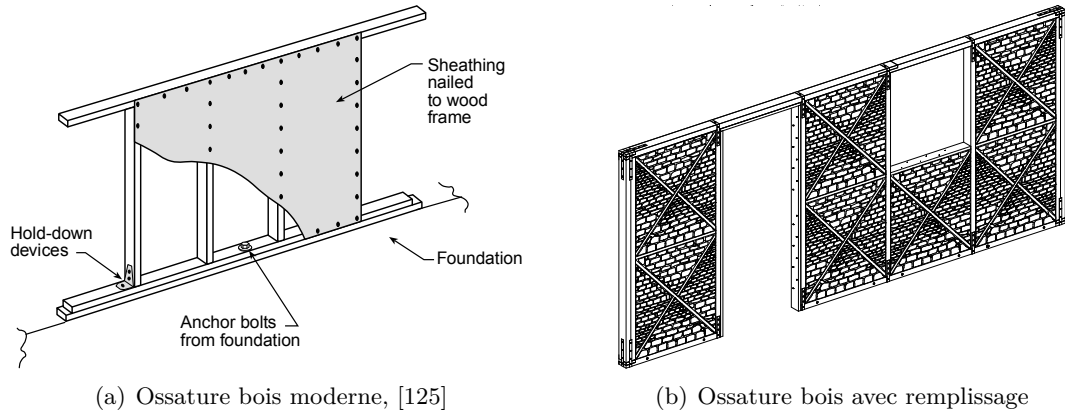 Sheathing
nailed
to wood
frame
Hold-down
devices
Foundation
Anchor bolts
from foundation
(a) Ossature bois moderne, [125]
(b) Ossature bois avec remplissage